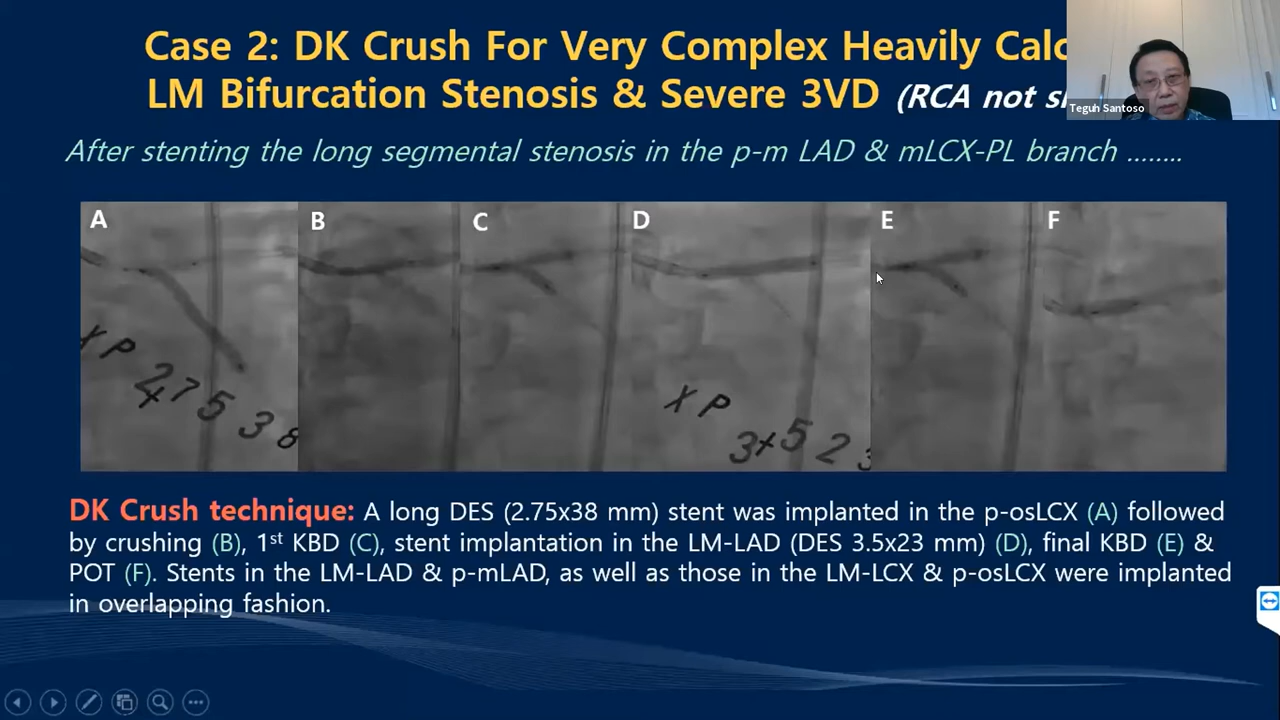 Case 2: DK Crush For Very Complex Heavily Calc
LM Bifurcation Stenosis & Severe 3VD (RCA not s
Teguh Santoso
After stenting the long segmental stenosis in the p-m LAD & mLCX-PL branch ........
A B C D E F
XP
275 38
XP
3x5 23
DK Crush technique: A long DES (2.75x38 mm) stent was implanted in the p-osLCX (A) followed
by crushing (B), 1st KBD (C), stent implantation in the LM-LAD (DES 3.5x23 mm) (D), final KBD (E) &
POT (F). Stents in the LM-LAD & p-mLAD, as well as those in the LM-LCX & p-osLCX were implanted
in overlapping fashion.